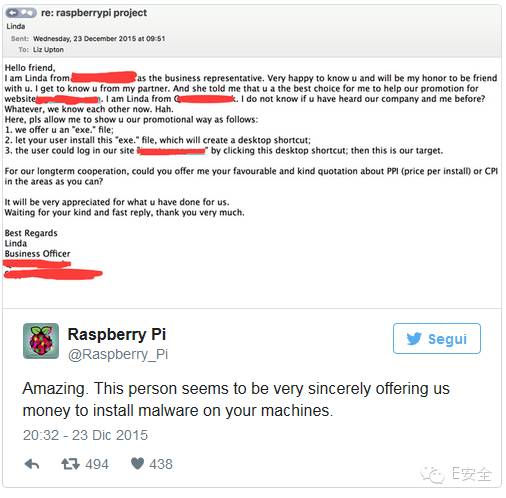 re: raspberrypi project
Linda
Sent: Wednesday, 23 December 2015 at 09:51
To: Liz Upton
Hello friend,
I am Linda from as the business representative. Very happy to know u and will be my honor to be friend
with u. I get to know u from my partner. And she told me that u a the best choice for me to help our promotion for
website . I am Linda from C k. I do not know if you have heard our company and me before?
Whatever, we know each other now. Hah.
Here, pls allow me to show u our promotional way as follows:
1. we offer u an "exe." file;
2. let your user install this "exe." file, which will create a desktop shortcut;
3. the user could log in our site " " by clicking this desktop shortcut; then this is our target.
For our longterm cooperation, could you offer me your favourable and kind quotation about PPI (price per install) or CPI
in the areas as you can?
It will be very appreciated for what u have done for us.
Waiting for your kind and fast reply, thank you very much.
Best Regards
Linda
Business Officer
Raspberry Pi
@Raspberry_Pi
Segui
Amazing. This person seems to be very sincerely offering us
money to install malware on your machines.
20:32 - 23 Dic 2015
494 438
E安全